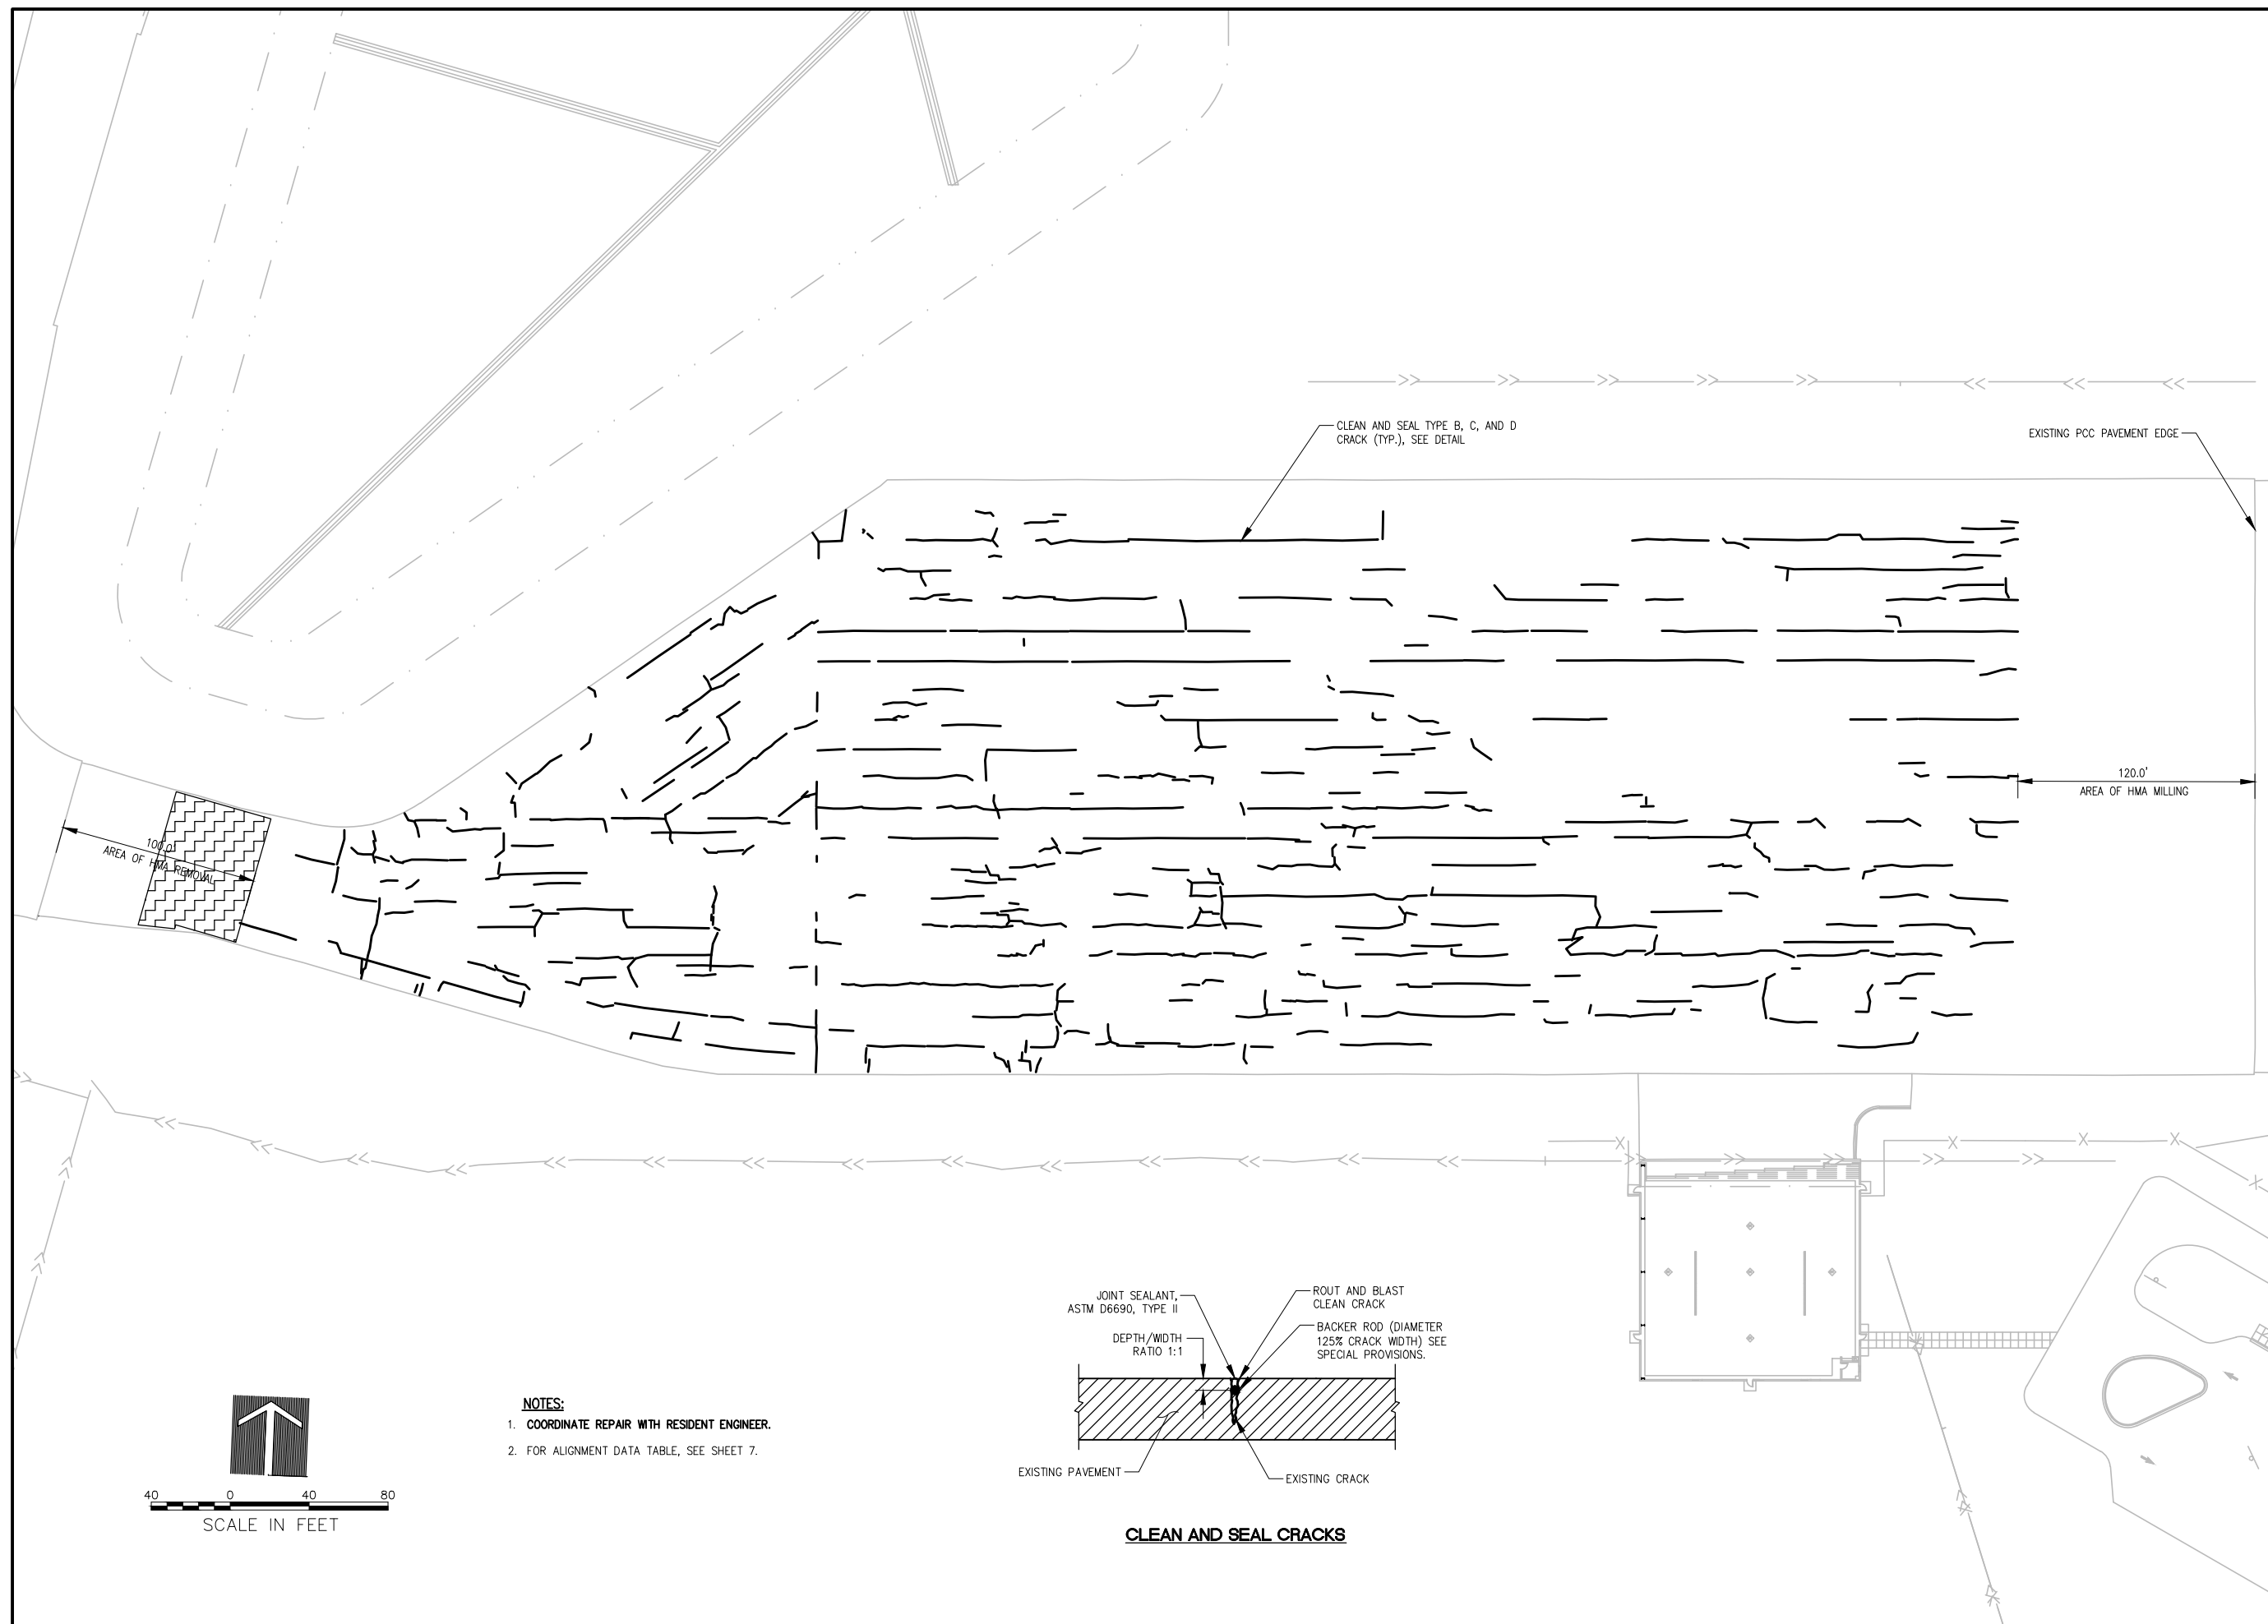 CLEAN AND SEAL TYPE B, C, AND D
CRACK (TYP.), SEE DETAIL
EXISTING PCC PAVEMENT EDGE
120.0'
AREA OF HMA MILLING
100.0'
AREA OF HMA REMOVAL
JOINT SEALANT,
ASTM D6690, TYPE II
DEPTH/WIDTH
RATIO 1:1
ROUT AND BLAST
CLEAN CRACK
BACKER ROD (DIAMETER
125% CRACK WIDTH) SEE
SPECIAL PROVISIONS.
EXISTING PAVEMENT
EXISTING CRACK
CLEAN AND SEAL CRACKS
NOTES:
1. COORDINATE REPAIR WITH RESIDENT ENGINEER.
2. FOR ALIGNMENT DATA TABLE, SEE SHEET 7.
40 0 40 80
SCALE IN FEET